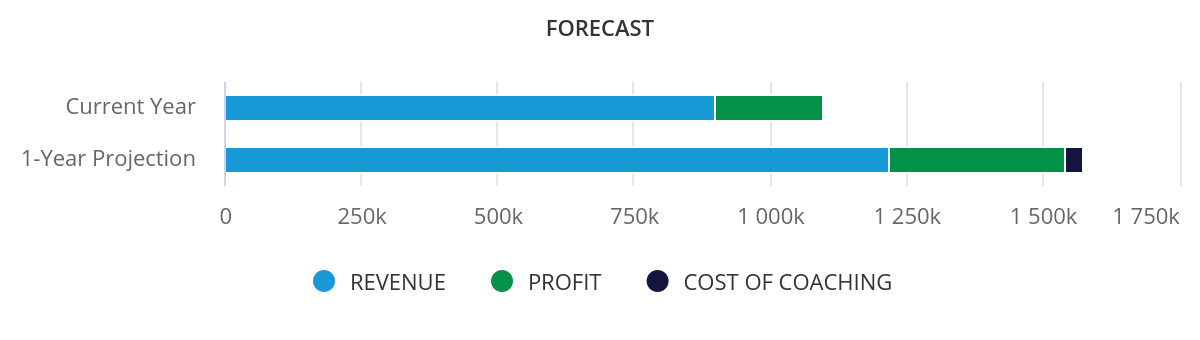 FORECAST
Current Year
1-Year Projection
0 250k 500k 750k 1 000k 1 250k 1 500k 1 750k
REVENUE PROFIT COST OF COACHING